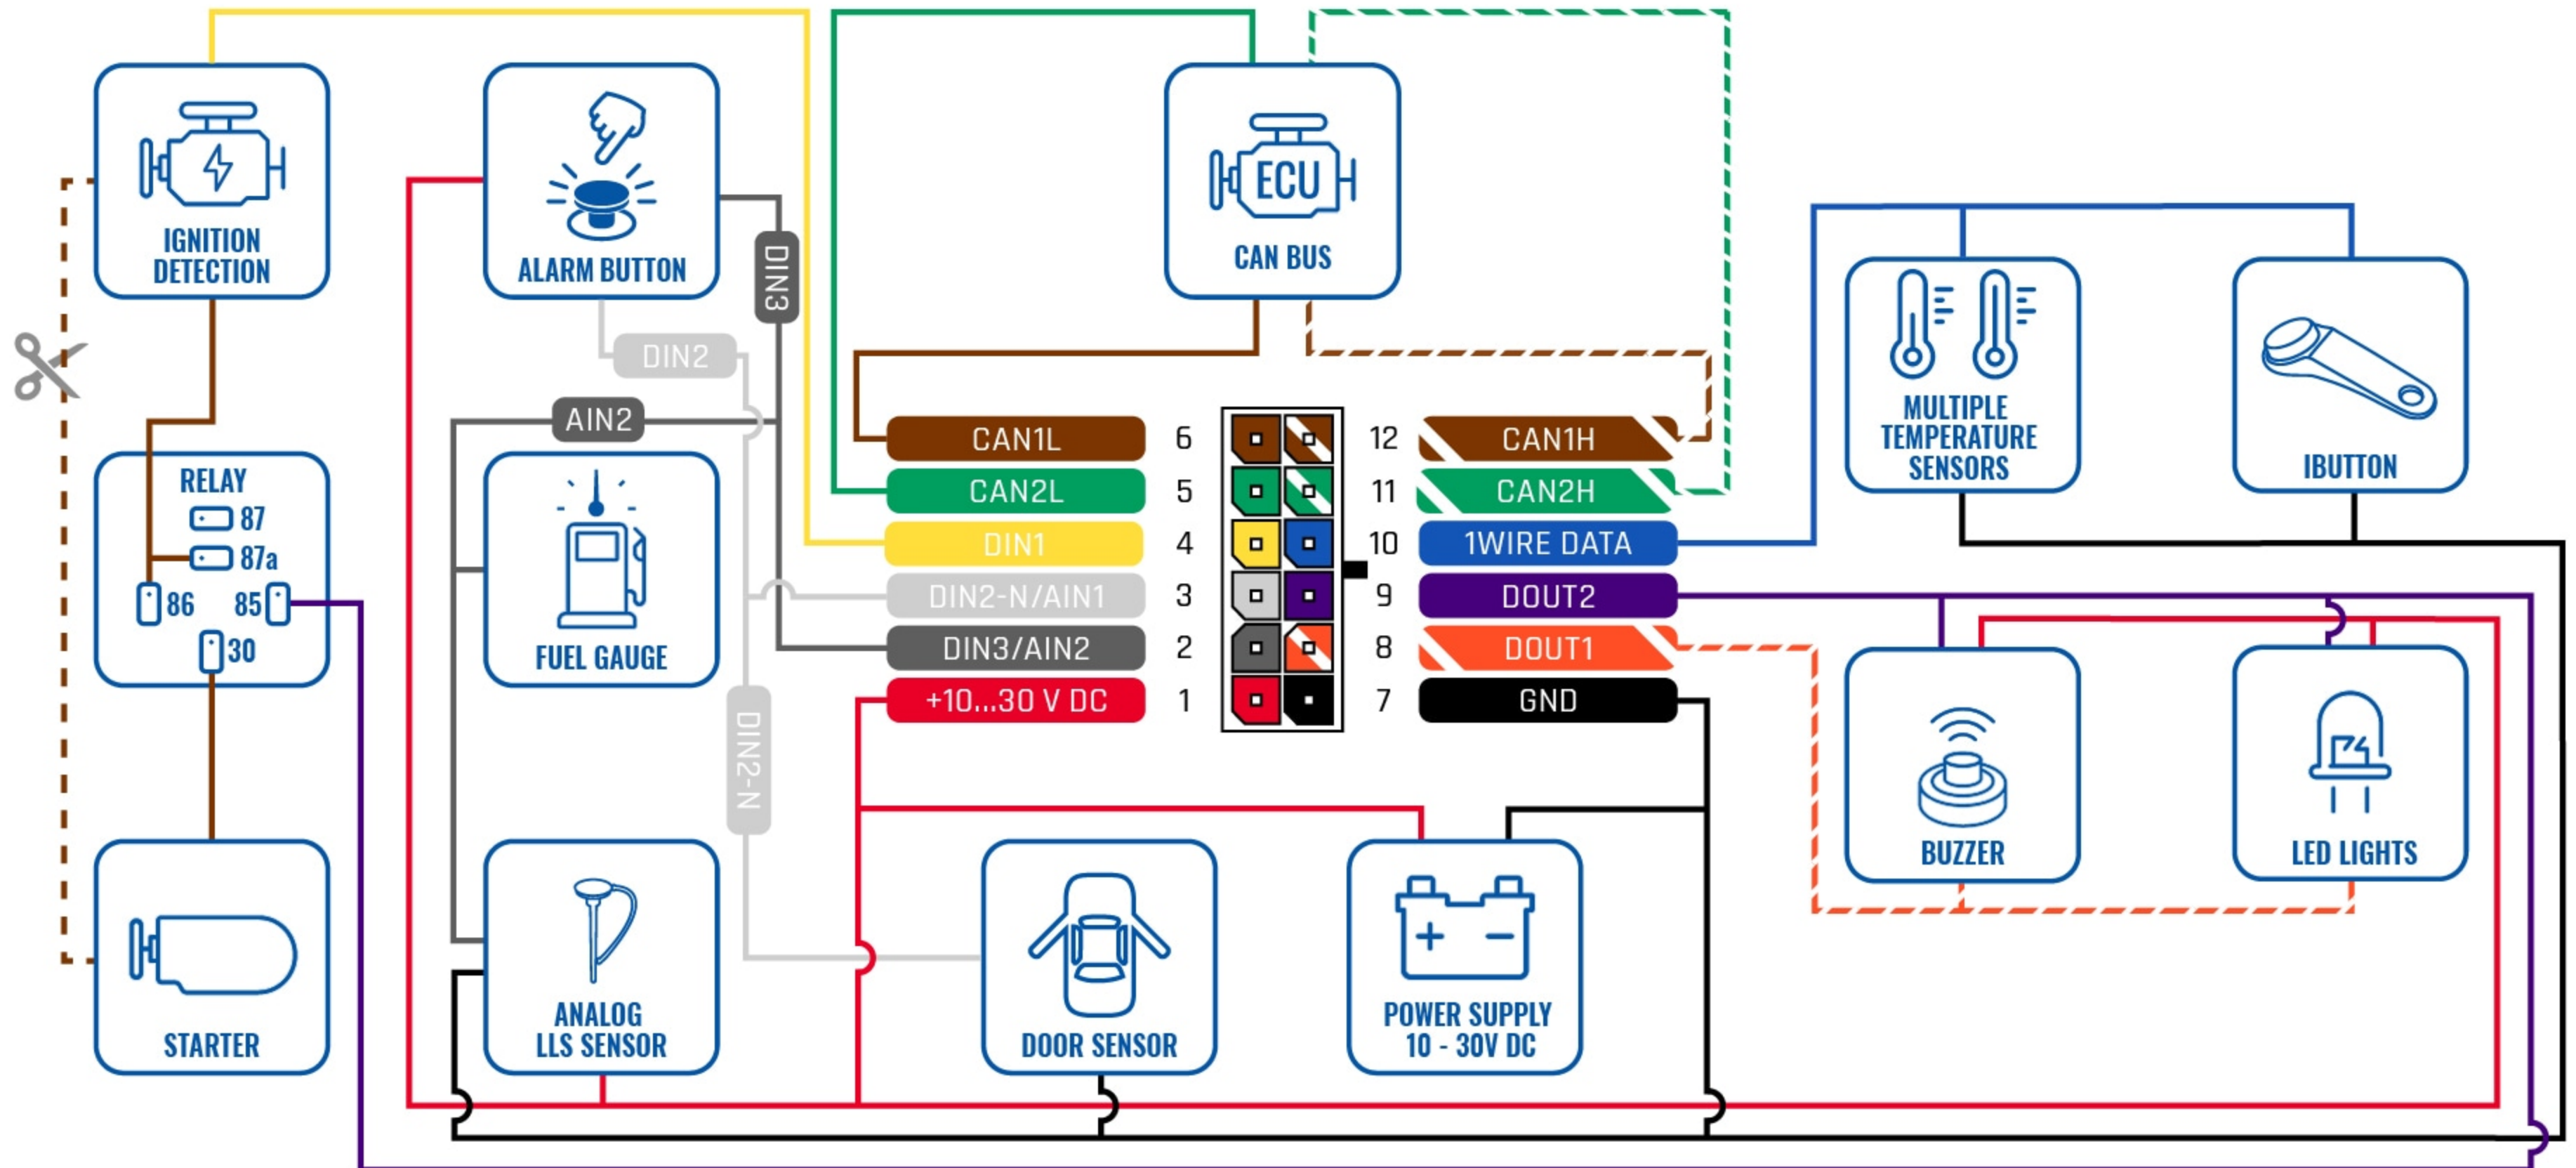 IGNITION
DETECTION
ALARM BUTTON
DIN3
DIN2
AIN2
ECU
CAN BUS
MULTIPLE
TEMPERATURE
SENSORS
IBUTTON
RELAY
87
87a
86
85
30
FUEL GAUGE
CAN1L
6
12
CAN1H
CAN2L
5
11
CAN2H
DIN1
4
10
1WIRE DATA
DIN2-N/AIN1
3
9
DOUT2
DIN3/AIN2
2
8
DOUT1
+10...30 V DC
1
7
GND
DIN2-N
STARTER
ANALOG
LLS SENSOR
DOOR SENSOR
+ -
POWER SUPPLY
10 - 30V DC
BUZZER
LED LIGHTS